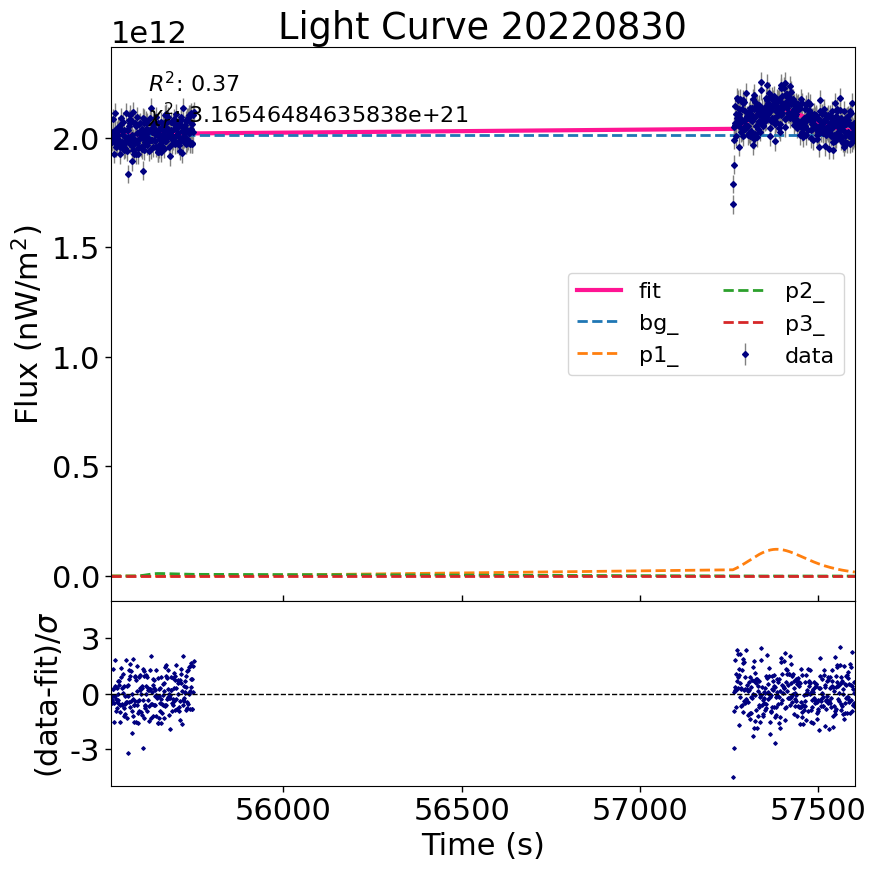 Light Curve 20220830
1e12
R²: 0.37
3.16546484635838e+21
2.0
1.5
1.0
0.5
0.0
Flux (nW/m²)
fit
bg_
p1_
p2_
p3_
data
3
0
-3
(data-fit)/σ
56000 56500 57000 57500
Time (s)